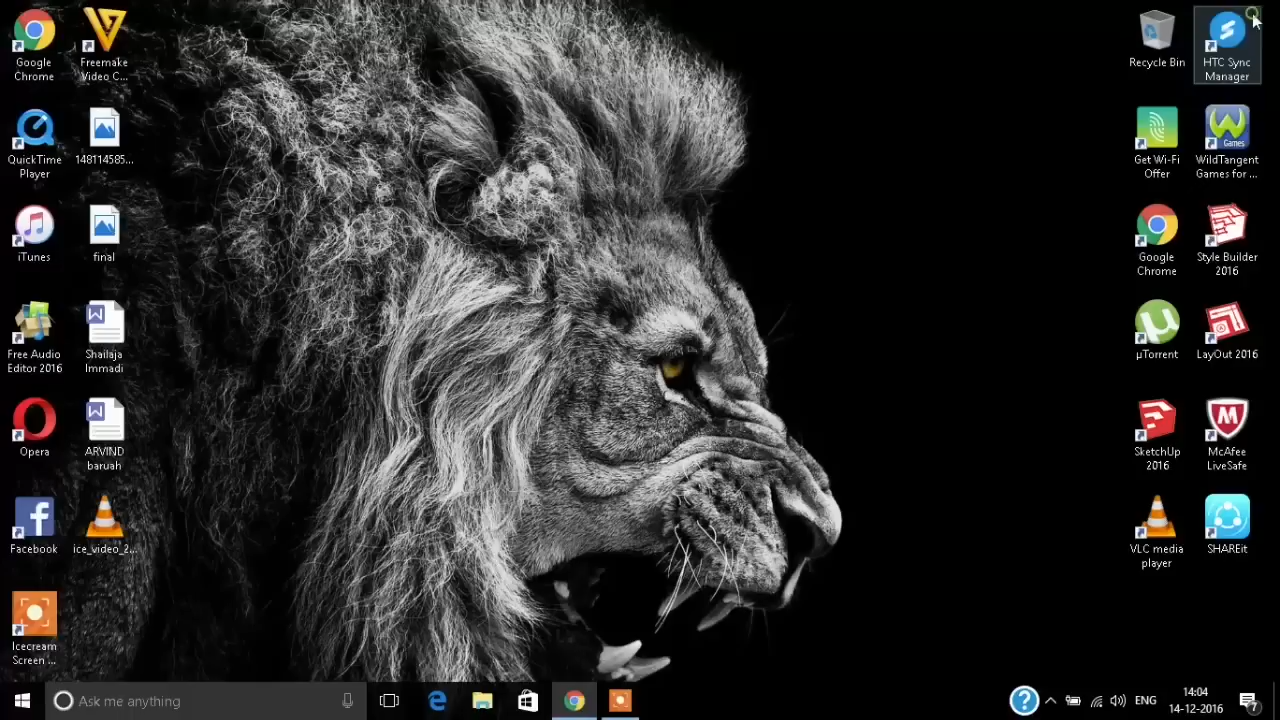 Google
Chrome
Freemake
Video C...
QuickTime
Player
148114585...
iTunes
final
Free Audio
Editor 2016
Shailaja
Immadi
Opera
ARVIND
baruah
Facebook
ice_video_2...
Icecream
Screen ...
Recycle Bin
HTC Sync
Manager
Get Wi-Fi
Offer
Games
WildTangent
Games for ...
Google
Chrome
Style Builder
2016
µTorrent
LayOut 2016
SketchUp
2016
McAfee
LiveSafe
VLC media
player
SHAREit
Ask me anything
ENG
14:04
14-12-2016
7